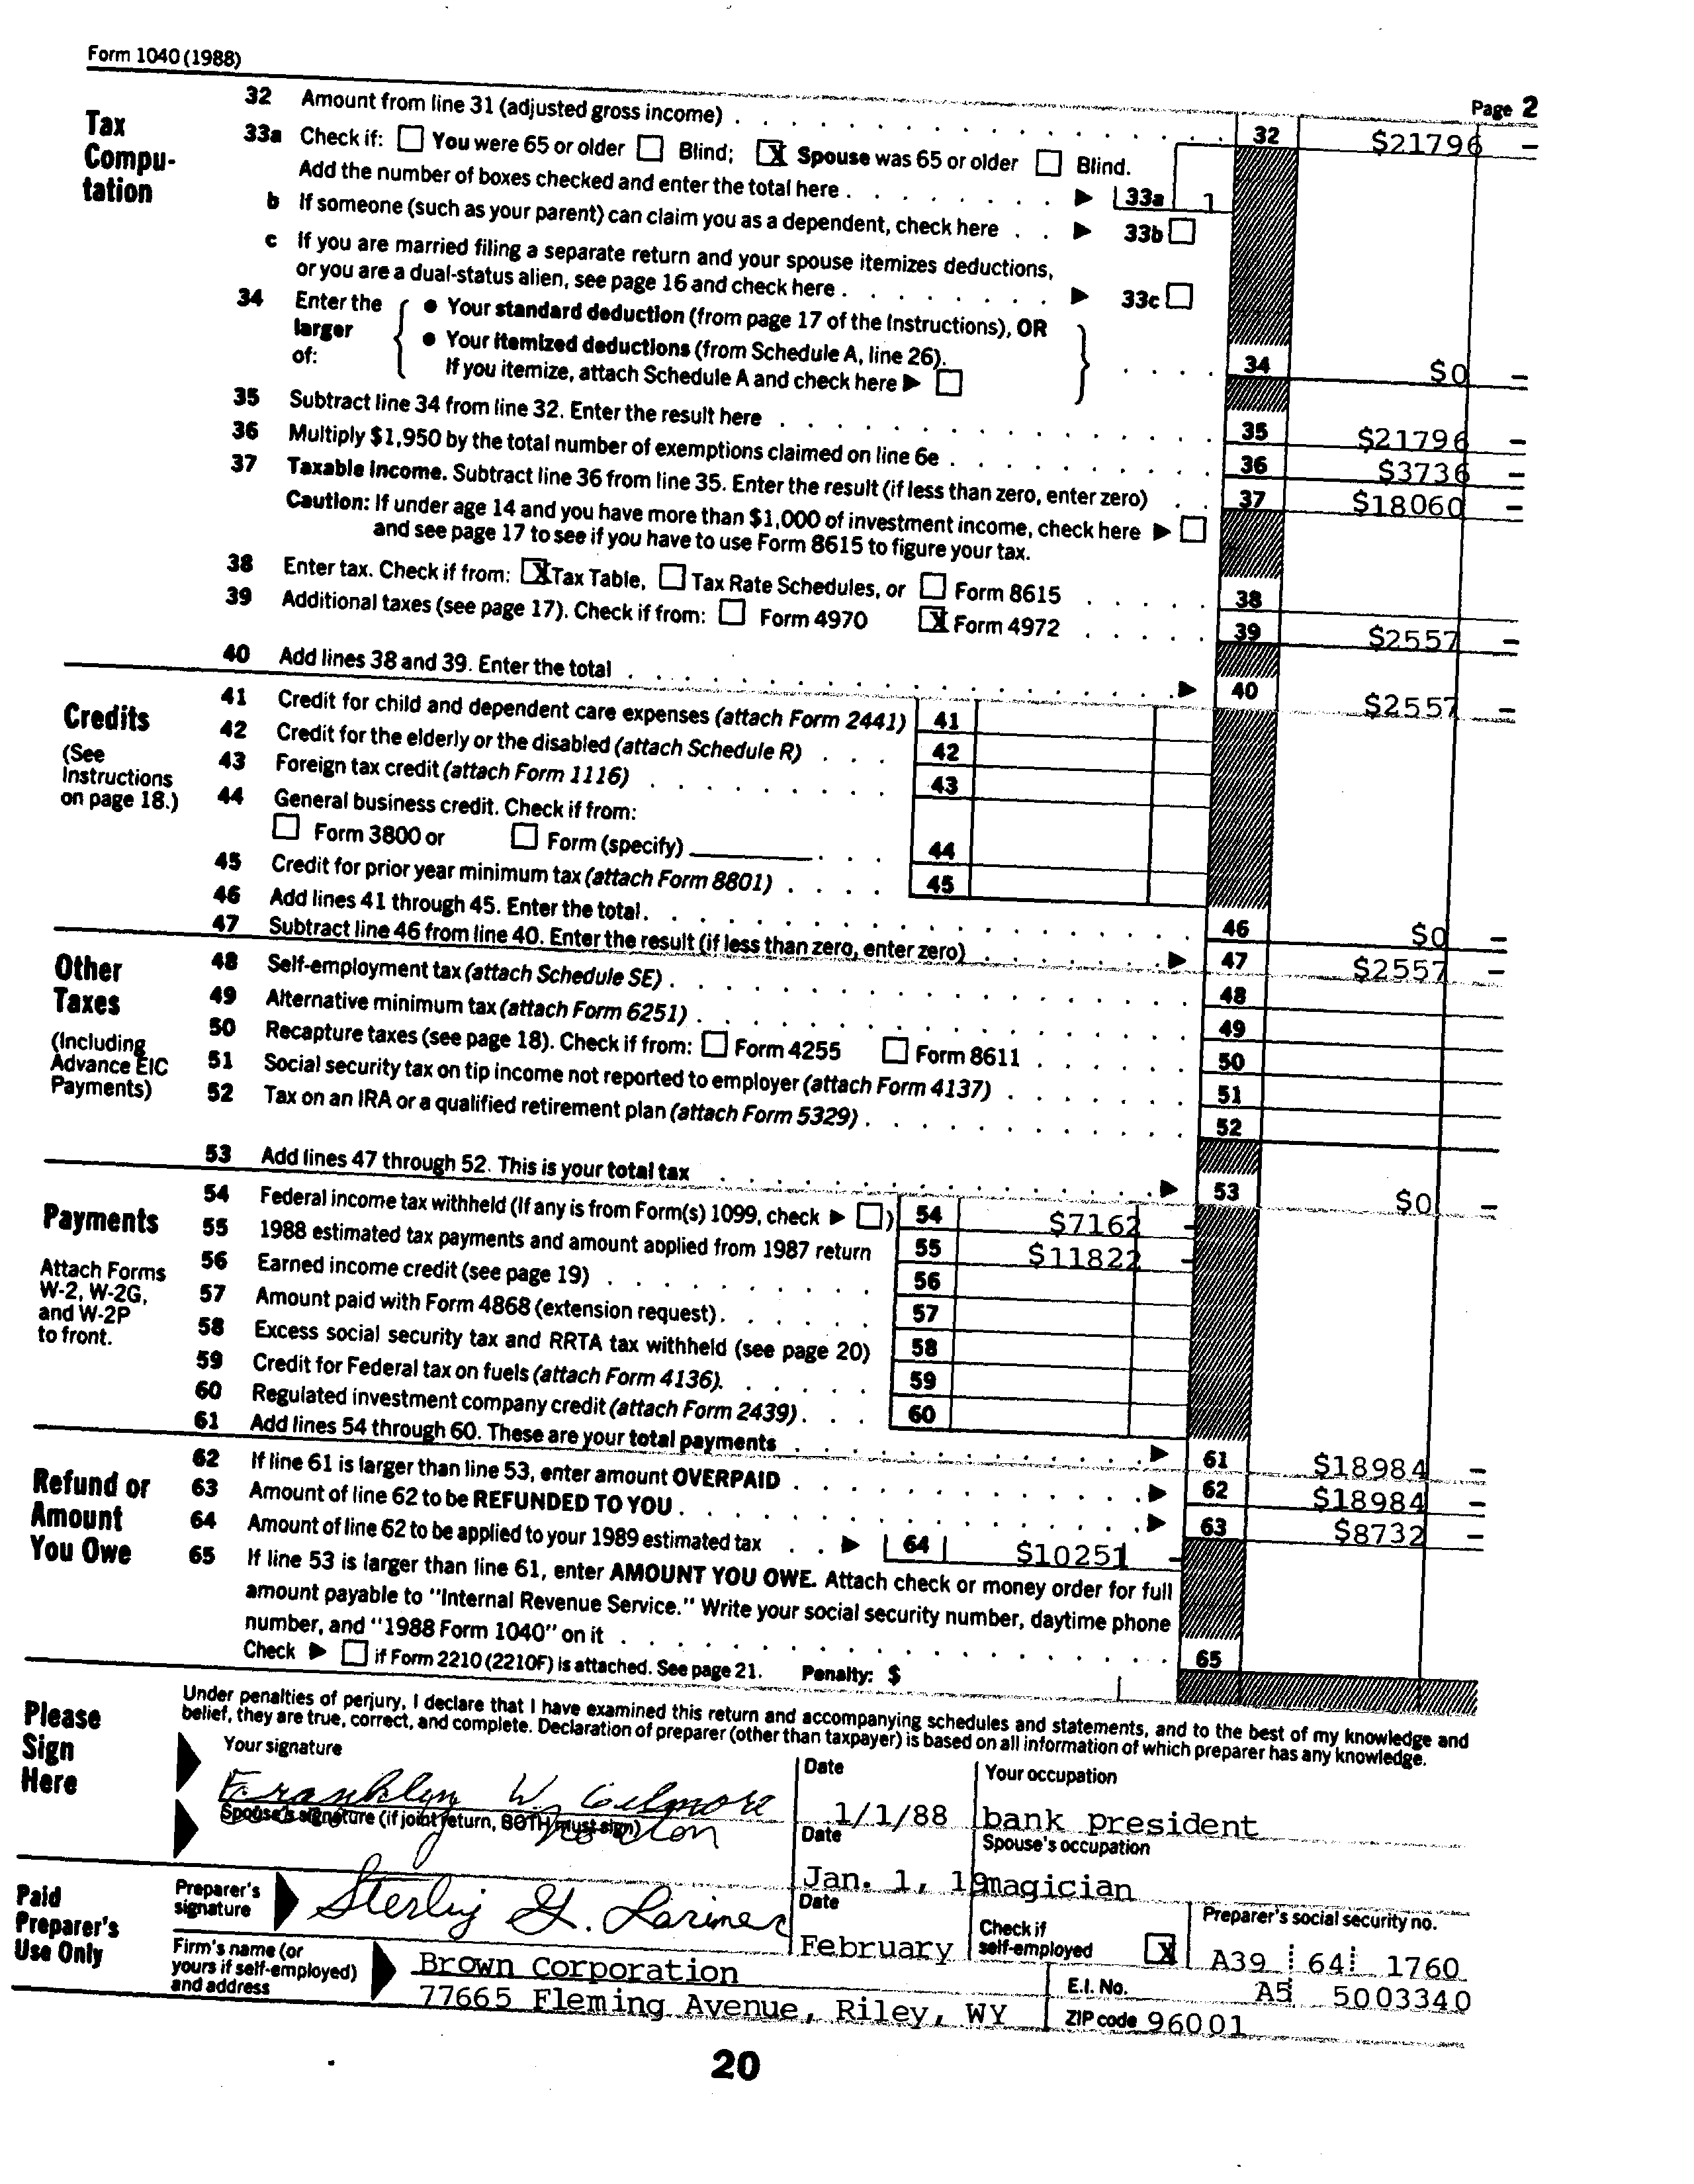 Form 1040 (1988)
Page 2
Tax Compu-tation
32 Amount from line 31 (adjusted gross income) . . . 32 $21796 –
33a Check if: ☐ You were 65 or older ☐ Blind; ☒ Spouse was 65 or older ☐ Blind.
Add the number of boxes checked and enter the total here . . . ▶ 33a 1
b If someone (such as your parent) can claim you as a dependent, check here . . ▶ 33b ☐
c If you are married filing a separate return and your spouse itemizes deductions,
or you are a dual-status alien, see page 16 and check here . . . ▶ 33c ☐
34 Enter the larger of: { • Your standard deduction (from page 17 of the Instructions), OR
• Your itemized deductions (from Schedule A, line 26).
If you itemize, attach Schedule A and check here ▶ ☐ } . . . . 34 $0 –
35 Subtract line 34 from line 32. Enter the result here . . . 35 $21796 –
36 Multiply $1,950 by the total number of exemptions claimed on line 6e . . . 36 $3736 –
37 Taxable income. Subtract line 36 from line 35. Enter the result (if less than zero, enter zero) . . 37 $18060 –
Caution: If under age 14 and you have more than $1,000 of investment income, check here ▶ ☐
and see page 17 to see if you have to use Form 8615 to figure your tax.
38 Enter tax. Check if from: ☒ Tax Table, ☐ Tax Rate Schedules, or ☐ Form 8615 . . . . . 38
39 Additional taxes (see page 17). Check if from: ☐ Form 4970 ☒ Form 4972 . . . . . 39 $2557 –
40 Add lines 38 and 39. Enter the total . . . ▶ 40 $2557 –
Credits
(See Instructions on page 18.)
41 Credit for child and dependent care expenses (attach Form 2441) 41
42 Credit for the elderly or the disabled (attach Schedule R) . . . 42
43 Foreign tax credit (attach Form 1116) . . . 43
44 General business credit. Check if from:
☐ Form 3800 or ☐ Form (specify) . . . 44
45 Credit for prior year minimum tax (attach Form 8801) . . . . 45
46 Add lines 41 through 45. Enter the total . . . 46 $0 –
47 Subtract line 46 from line 40. Enter the result (if less than zero, enter zero) . . . ▶ 47 $2557 –
Other Taxes
(Including Advance EIC Payments)
48 Self-employment tax (attach Schedule SE) . . . 48
49 Alternative minimum tax (attach Form 6251) . . . 49
50 Recapture taxes (see page 18). Check if from: ☐ Form 4255 ☐ Form 8611 . . . 50
51 Social security tax on tip income not reported to employer (attach Form 4137) . . . 51
52 Tax on an IRA or a qualified retirement plan (attach Form 5329) . . . 52
53 Add lines 47 through 52. This is your total tax . . . ▶ 53 $0 –
Payments
Attach Forms W-2, W-2G, and W-2P to front.
54 Federal income tax withheld (If any is from Form(s) 1099, check ▶ ☐) 54 $7162 –
55 1988 estimated tax payments and amount applied from 1987 return 55 $11822 –
56 Earned income credit (see page 19) . . . 56
57 Amount paid with Form 4868 (extension request) . . . 57
58 Excess social security tax and RRTA tax withheld (see page 20) 58
59 Credit for Federal tax on fuels (attach Form 4136). . . . 59
60 Regulated investment company credit (attach Form 2439) . . . 60
61 Add lines 54 through 60. These are your total payments . . . ▶ 61 $18984 –
Refund or Amount You Owe
62 If line 61 is larger than line 53, enter amount OVERPAID . . . ▶ 62 $18984 –
63 Amount of line 62 to be REFUNDED TO YOU . . . ▶ 63 $8732 –
64 Amount of line 62 to be applied to your 1989 estimated tax . . ▶ 64 $10251 –
65 If line 53 is larger than line 61, enter AMOUNT YOU OWE. Attach check or money order for full
amount payable to "Internal Revenue Service." Write your social security number, daytime phone
number, and "1988 Form 1040" on it . . . 65
Check ▶ ☐ if Form 2210 (2210F) is attached. See page 21. Penalty: $
Please Sign Here
Under penalties of perjury, I declare that I have examined this return and accompanying schedules and statements, and to the best of my knowledge and
belief, they are true, correct, and complete. Declaration of preparer (other than taxpayer) is based on all information of which preparer has any knowledge.
Your signature Date Your occupation
Franklyn W. Gilmore 1/1/88 bank president
Spouse's signature (if joint return, BOTH must sign) Date Spouse's occupation
Jan. 1, 19 magician
Paid Preparer's Use Only
Preparer's signature Sterling G. Larimer Date February Check if self-employed ☒ Preparer's social security no. A39 64 1760
Firm's name (or yours if self-employed) and address Brown Corporation E.I. No. A5 5003340
77665 Fleming Avenue, Riley, WY ZIP code 96001
20